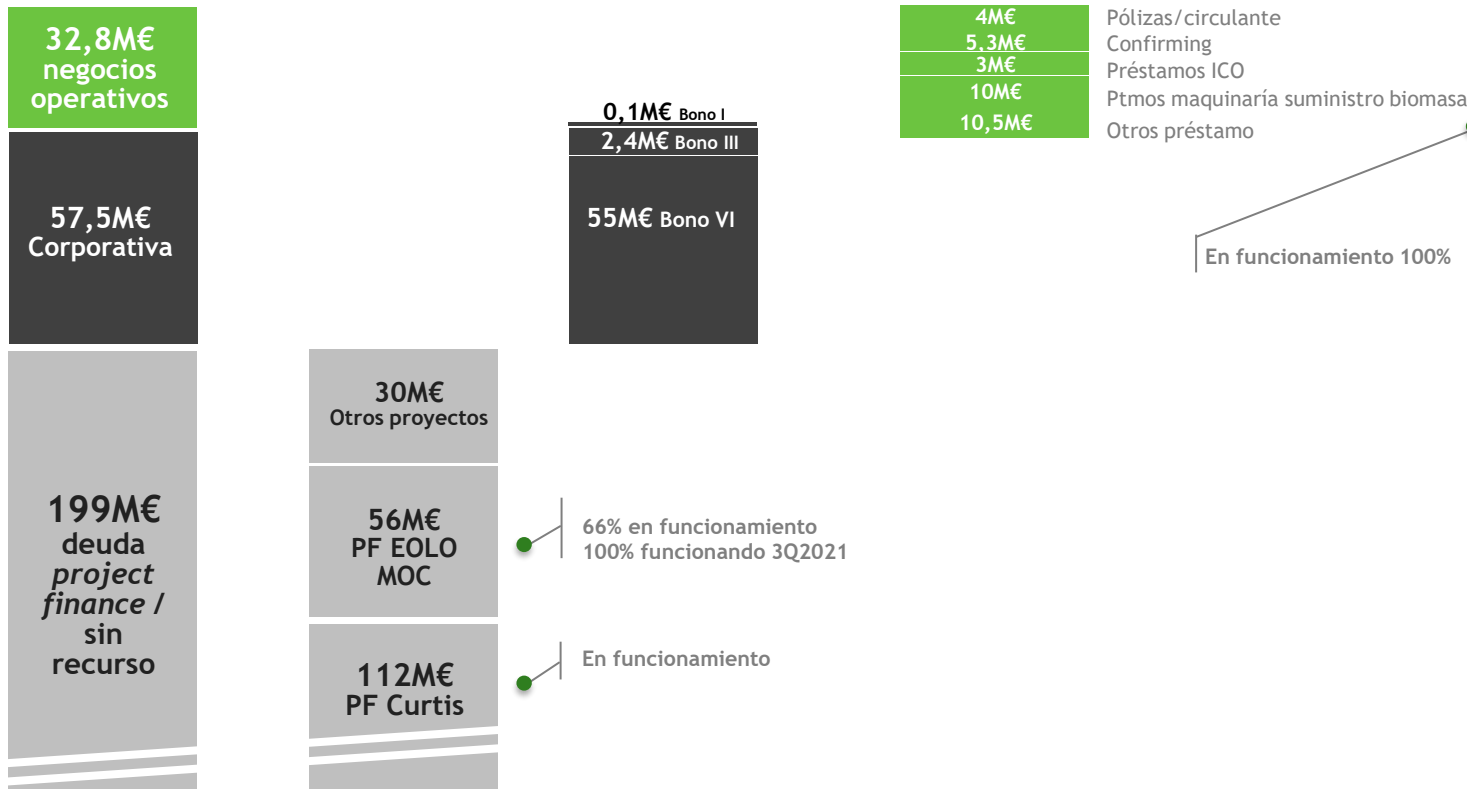 32,8M€
negocios
operativos
57,5M€
Corporativa
199M€
deuda
project
finance /
sin
recurso
30M€
Otros proyectos
56M€
PF EOLO
MOC
112M€
PF Curtis
66% en funcionamiento
100% funcionando 3Q2021
En funcionamiento
0,1M€ Bono I
2,4M€ Bono III
55M€ Bono VI
4M€ Pólizas/circulante
5,3M€ Confirming
3M€ Préstamos ICO
10M€ Ptmos maquinaría suministro biomasa
10,5M€ Otros préstamo
En funcionamiento 100%